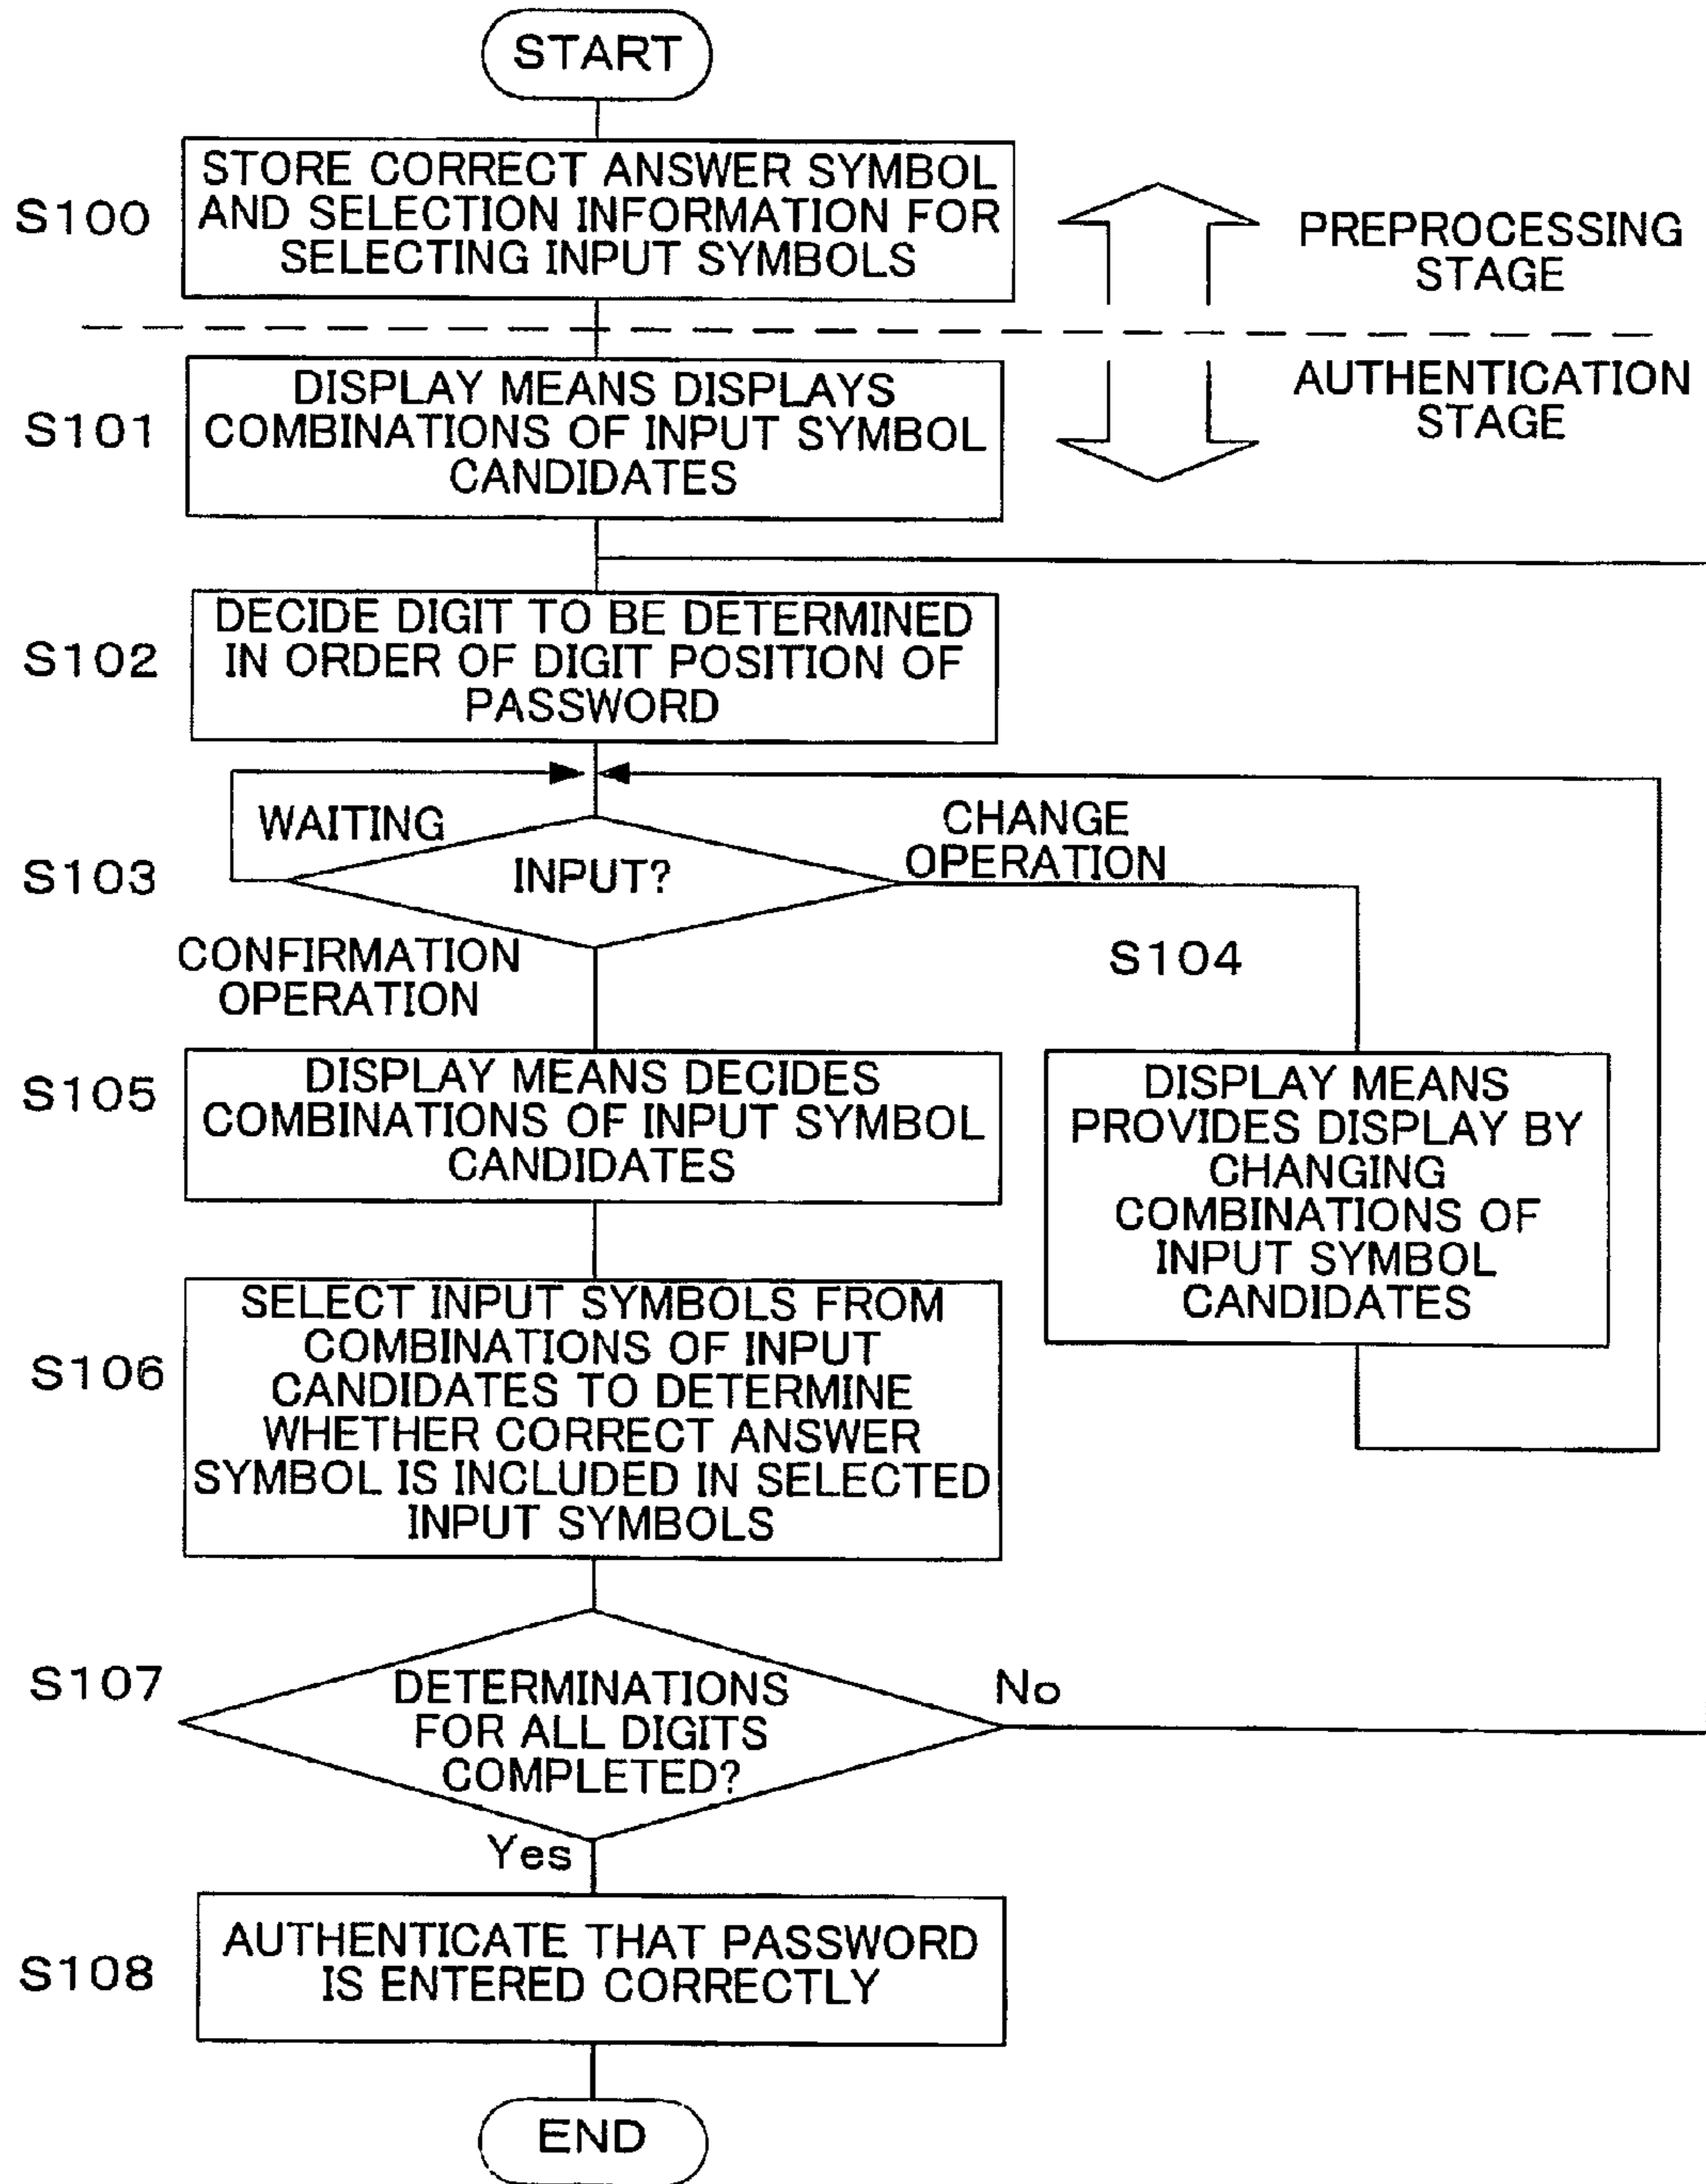 START
S100
STORE CORRECT ANSWER SYMBOL
AND SELECTION INFORMATION FOR
SELECTING INPUT SYMBOLS
PREPROCESSING
STAGE
AUTHENTICATION
STAGE
S101
DISPLAY MEANS DISPLAYS
COMBINATIONS OF INPUT SYMBOL
CANDIDATES
S102
DECIDE DIGIT TO BE DETERMINED
IN ORDER OF DIGIT POSITION OF
PASSWORD
WAITING
S103
INPUT?
CHANGE
OPERATION
CONFIRMATION
OPERATION
S104
S105
DISPLAY MEANS DECIDES
COMBINATIONS OF INPUT SYMBOL
CANDIDATES
DISPLAY MEANS
PROVIDES DISPLAY BY
CHANGING
COMBINATIONS OF
INPUT SYMBOL
CANDIDATES
S106
SELECT INPUT SYMBOLS FROM
COMBINATIONS OF INPUT
CANDIDATES TO DETERMINE
WHETHER CORRECT ANSWER
SYMBOL IS INCLUDED IN SELECTED
INPUT SYMBOLS
S107
DETERMINATIONS
FOR ALL DIGITS
COMPLETED?
No
Yes
S108
AUTHENTICATE THAT PASSWORD
IS ENTERED CORRECTLY
END